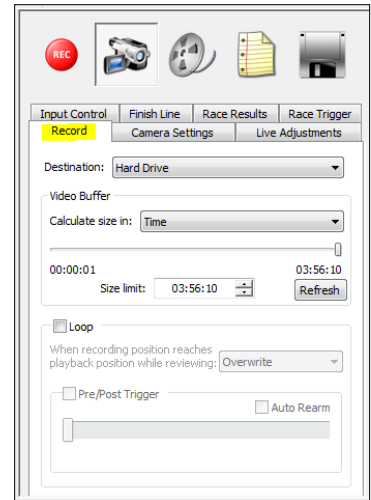 REC
Input Control Finish Line Race Results Race Trigger
Record Camera Settings Live Adjustments
Destination: Hard Drive
Video Buffer
Calculate size in: Time
00:00:01 03:56:10
Size limit: 03:56:10 Refresh
Loop
When recording position reaches
playback position while reviewing: Overwrite
Pre/Post Trigger
Auto Rearm